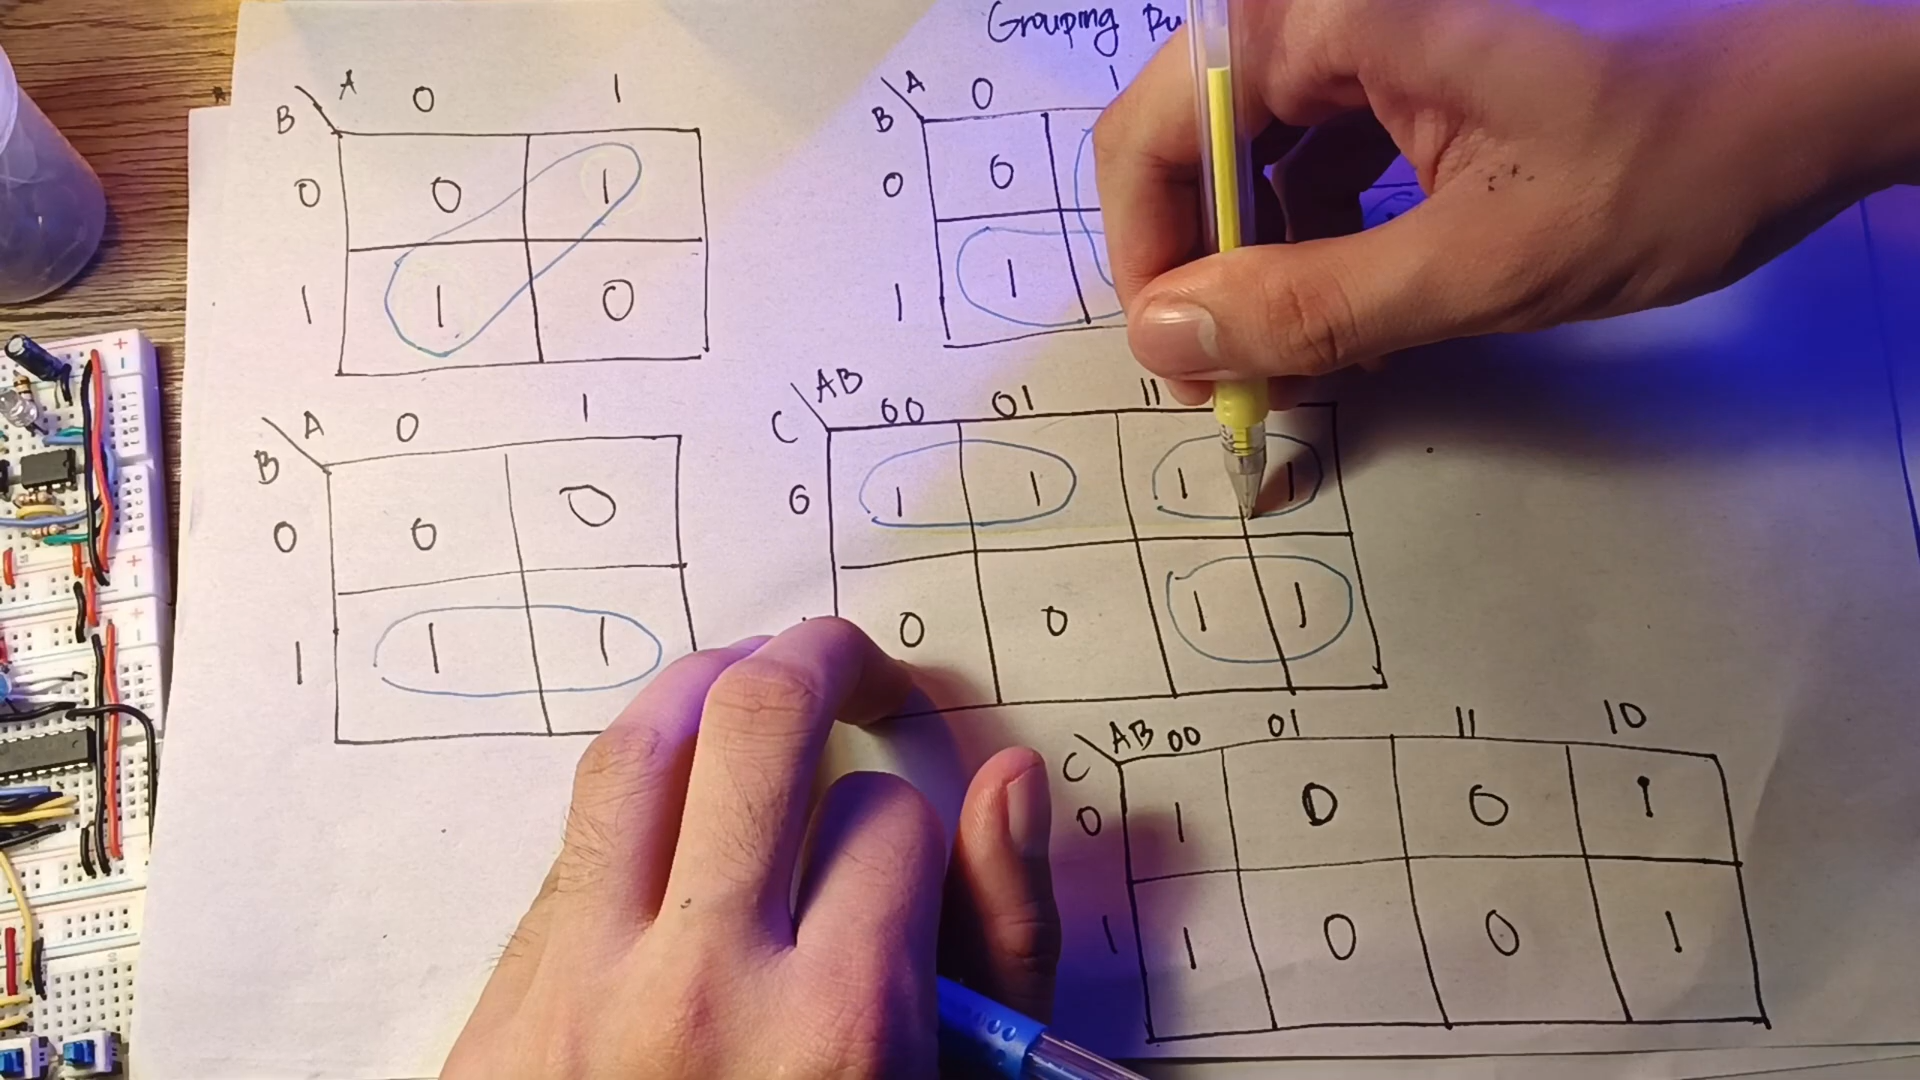 Grouping
A 0 1
B
0 0 1
1 1 0
A 0 1
B
0 0
1 1
A 0 1
B
0 0 0
1 1 1
AB 00 01 11
C
0 1 1 1 1
0 0 1 1
AB 00 01 11 10
C
0 1 0 0 1
1 1 0 0 1